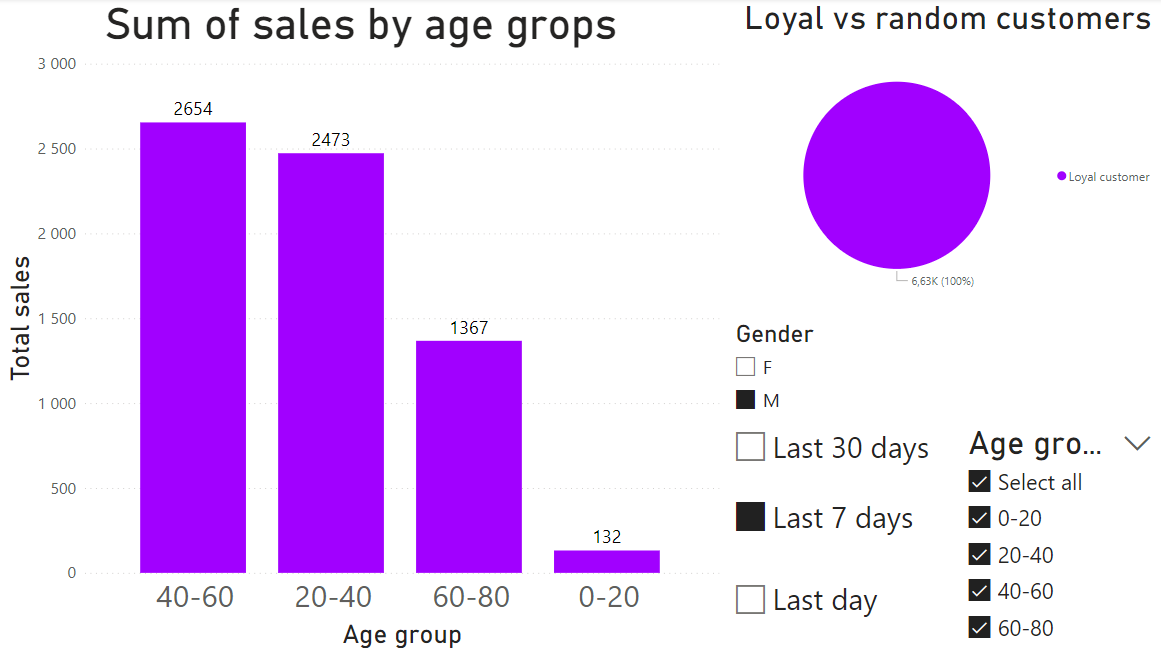 Sum of sales by age grops
3 000
2 500
2 000
1 500
1 000
500
0
Total sales
2654
2473
1367
132
40-60
20-40
60-80
0-20
Age group
Loyal vs random customers
Loyal customer
6,63K (100%)
Gender
F
M
Last 30 days
Last 7 days
Last day
Age gro...
Select all
0-20
20-40
40-60
60-80